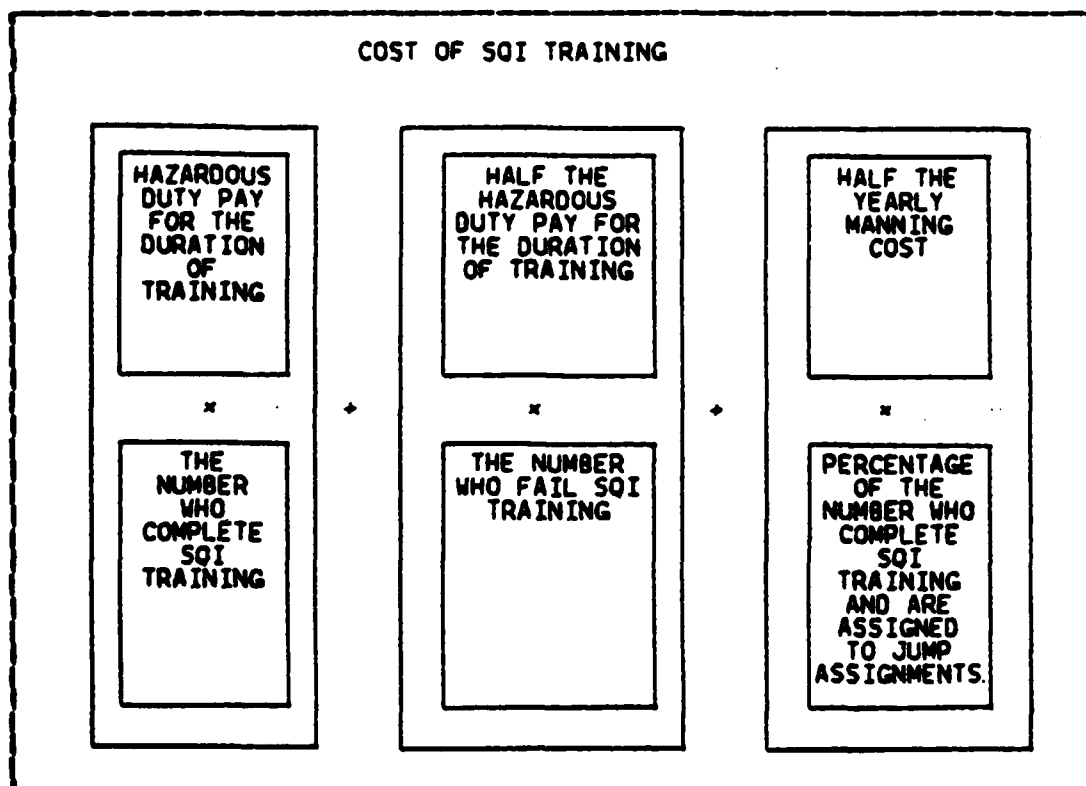 COST OF SQI TRAINING
HAZARDOUS
DUTY PAY
FOR THE
DURATION
OF
TRAINING
x
THE
NUMBER
WHO
COMPLETE
SQI
TRAINING
+
HALF THE
HAZARDOUS
DUTY PAY FOR
THE DURATION
OF TRAINING
x
THE NUMBER
WHO FAIL SQI
TRAINING
+
HALF THE
YEARLY
MANNING
COST
x
PERCENTAGE
OF THE
NUMBER WHO
COMPLETE
SQI
TRAINING
AND ARE
ASSIGNED
TO JUMP
ASSIGNMENTS.